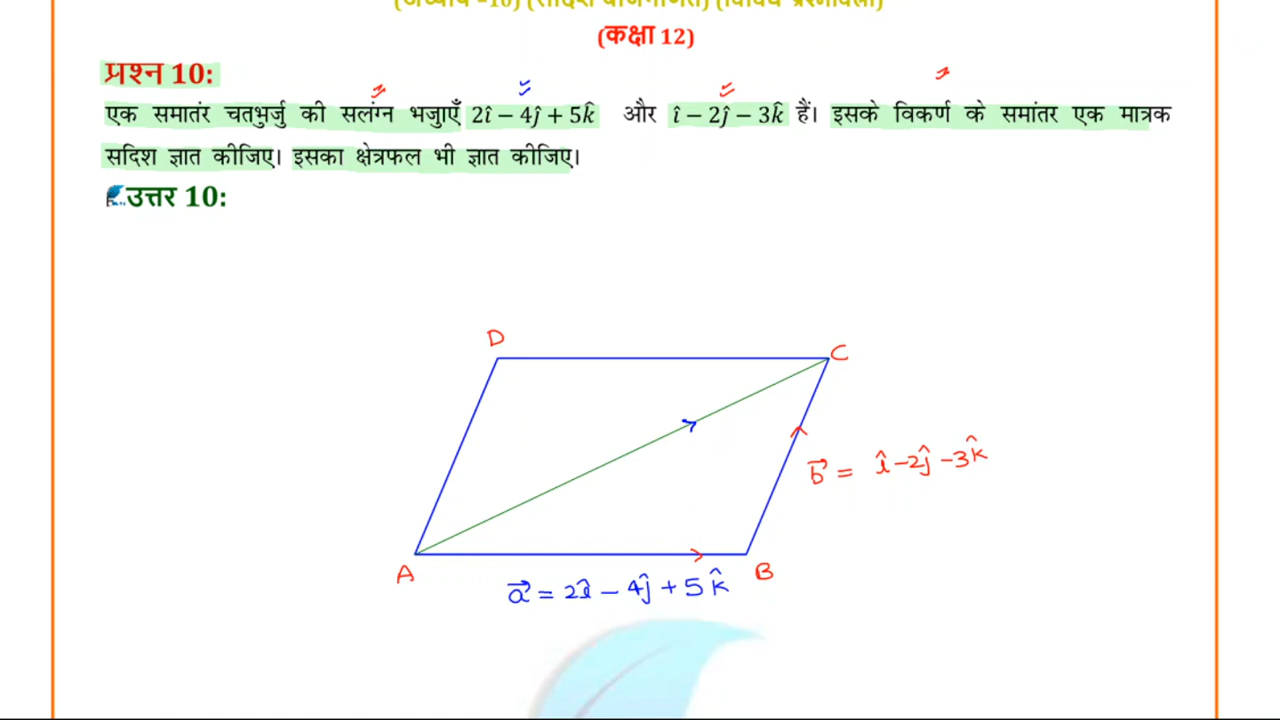 (कक्षा 12)
प्रश्न 10:
एक समातंर चतभुर्जु की सलंग्न भजुाएँ 2î − 4ĵ + 5k̂ और î − 2ĵ − 3k̂ हैं। इसके विकर्ण के समांतर एक मात्रक
सदिश ज्ञात कीजिए। इसका क्षेत्रफल भी ज्ञात कीजिए।
उत्तर 10:
D
C
b⃗ = î − 2ĵ − 3k̂
A
B
a⃗ = 2î − 4ĵ + 5k̂